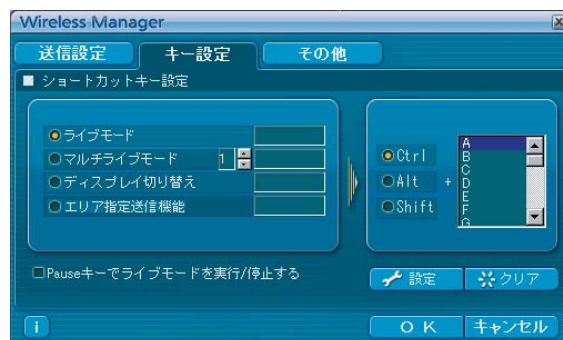 Wireless Manager
送信設定 キー設定 その他
■ ショートカットキー設定
ライブモード
マルチライブモード 1
ディスプレイ切り替え
エリア指定送信機能
Ctrl
Alt +
Shift
A
B
C
D
E
F
G
Pauseキーでライブモードを実行/停止する
設定 クリア
i OK キャンセル